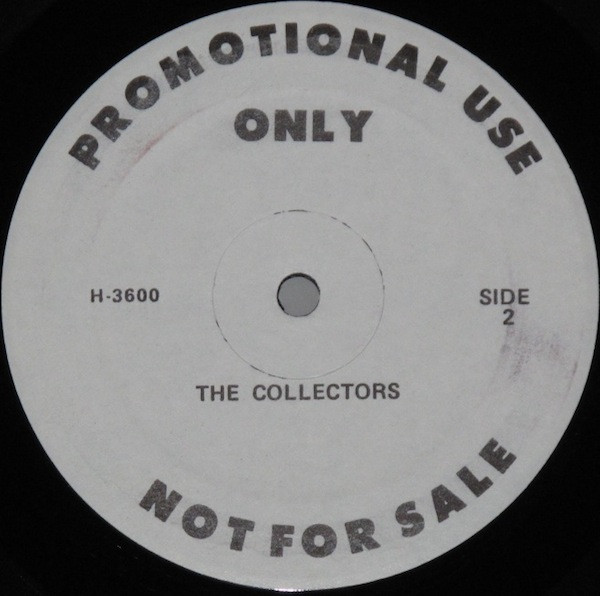 PROMOTIONAL USE
ONLY
H-3600
SIDE
2
THE COLLECTORS
NOT FOR SALE